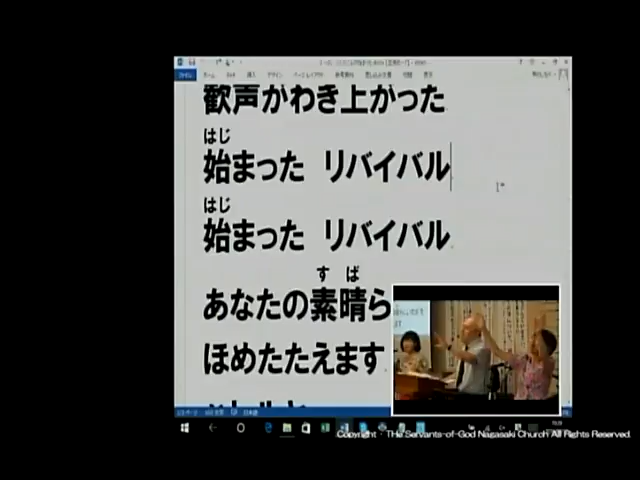 歓声がわき上がった
はじ
始まった リバイバル
はじ
始まった リバイバル
すば
あなたの素晴ら
ほめたたえます
Copyright - THe Servants-of-God Nagasaki Church All Rights Reserved.